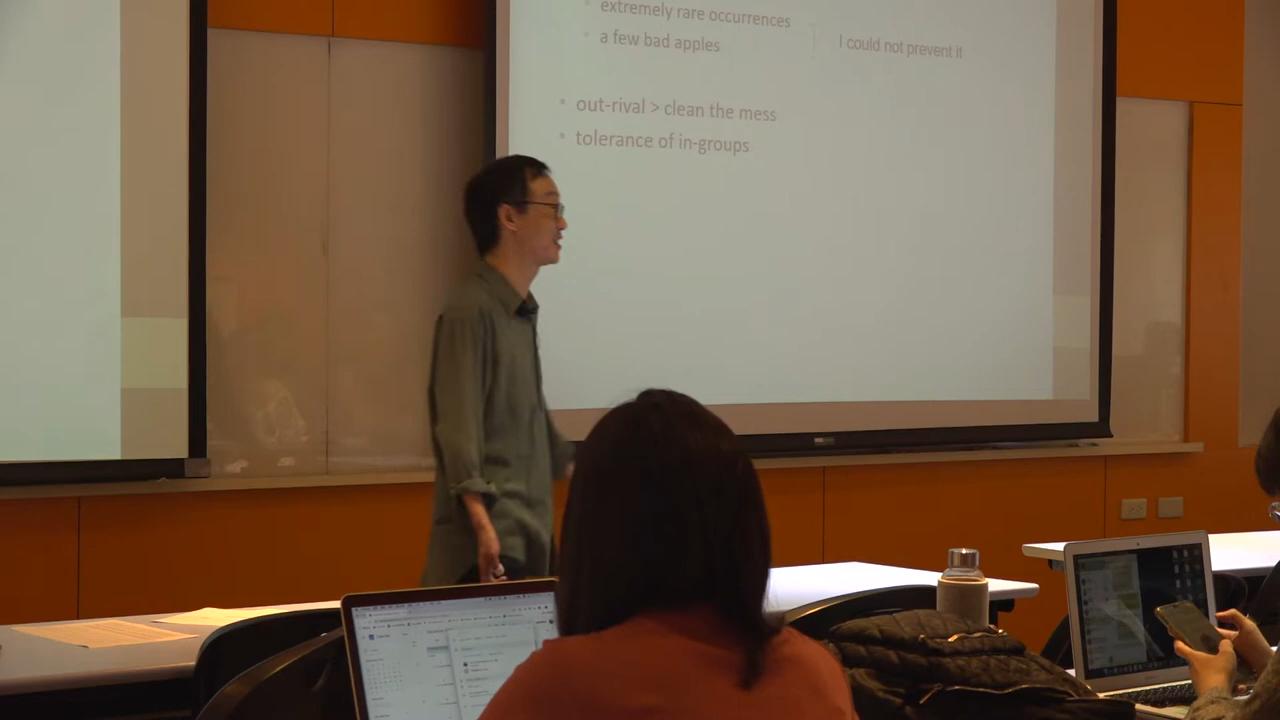 extremely rare occurrences
a few bad apples
I could not prevent it
out-rival > clean the mess
tolerance of in-groups